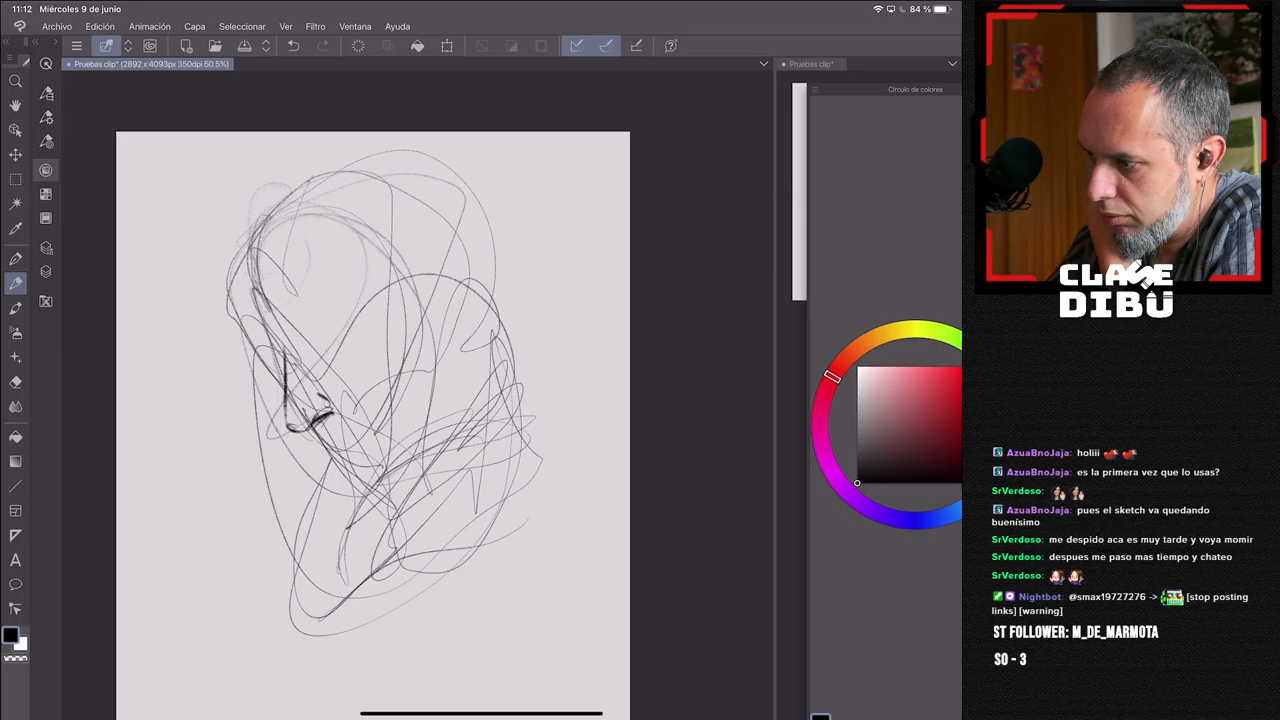 11:12 Miércoles 9 de junio
84 %
Archivo Edición Animación Capa Seleccionar Ver Filtro Ventana Ayuda
Pruebas clip* (2892 x 4093px 350dpi 50.5%)
Pruebas clip*
Círculo de colores
A
CLASE
DIBU
AzuaBnoJaja: holiii
AzuaBnoJaja: es la primera vez que lo usas?
SrVerdoso:
AzuaBnoJaja: pues el sketch va quedando
buenísimo
SrVerdoso: me despido aca es muy tarde y voya momir
SrVerdoso: despues me paso mas tiempo y chateo
SrVerdoso:
Nightbot: @smax19727276 -> [stop posting
links] [warning]
ST FOLLOWER: M_DE_MARMOTA
SO - 3